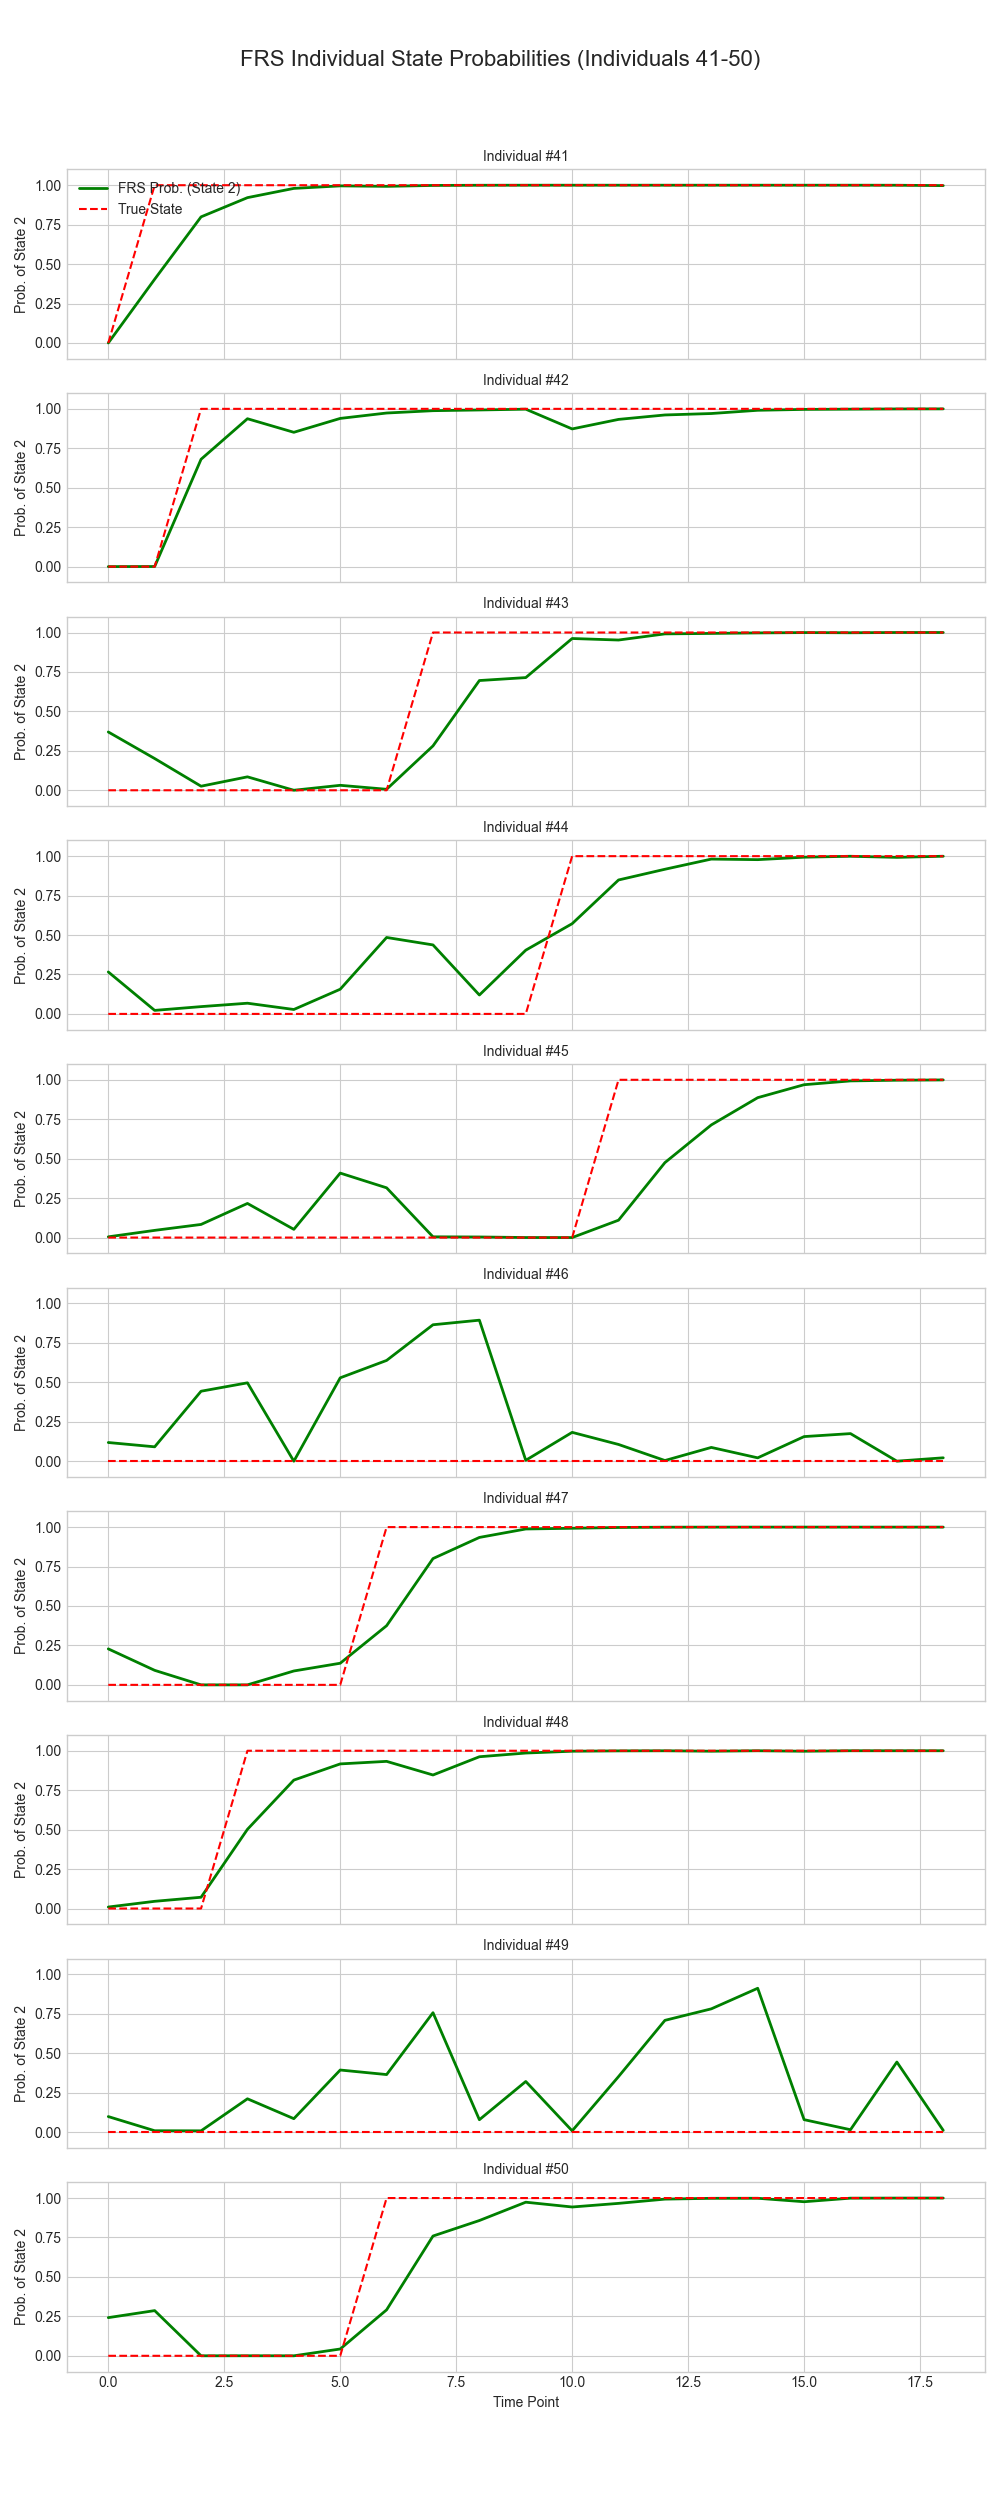 FRS Individual State Probabilities (Individuals 41-50)
Individual #41
FRS Prob. (State 2)
True State
Prob. of State 2
1.00
0.75
0.50
0.25
0.00
Individual #42
Prob. of State 2
1.00
0.75
0.50
0.25
0.00
Individual #43
Prob. of State 2
1.00
0.75
0.50
0.25
0.00
Individual #44
Prob. of State 2
1.00
0.75
0.50
0.25
0.00
Individual #45
Prob. of State 2
1.00
0.75
0.50
0.25
0.00
Individual #46
Prob. of State 2
1.00
0.75
0.50
0.25
0.00
Individual #47
Prob. of State 2
1.00
0.75
0.50
0.25
0.00
Individual #48
Prob. of State 2
1.00
0.75
0.50
0.25
0.00
Individual #49
Prob. of State 2
1.00
0.75
0.50
0.25
0.00
Individual #50
Prob. of State 2
1.00
0.75
0.50
0.25
0.00
0.0 2.5 5.0 7.5 10.0 12.5 15.0 17.5
Time Point